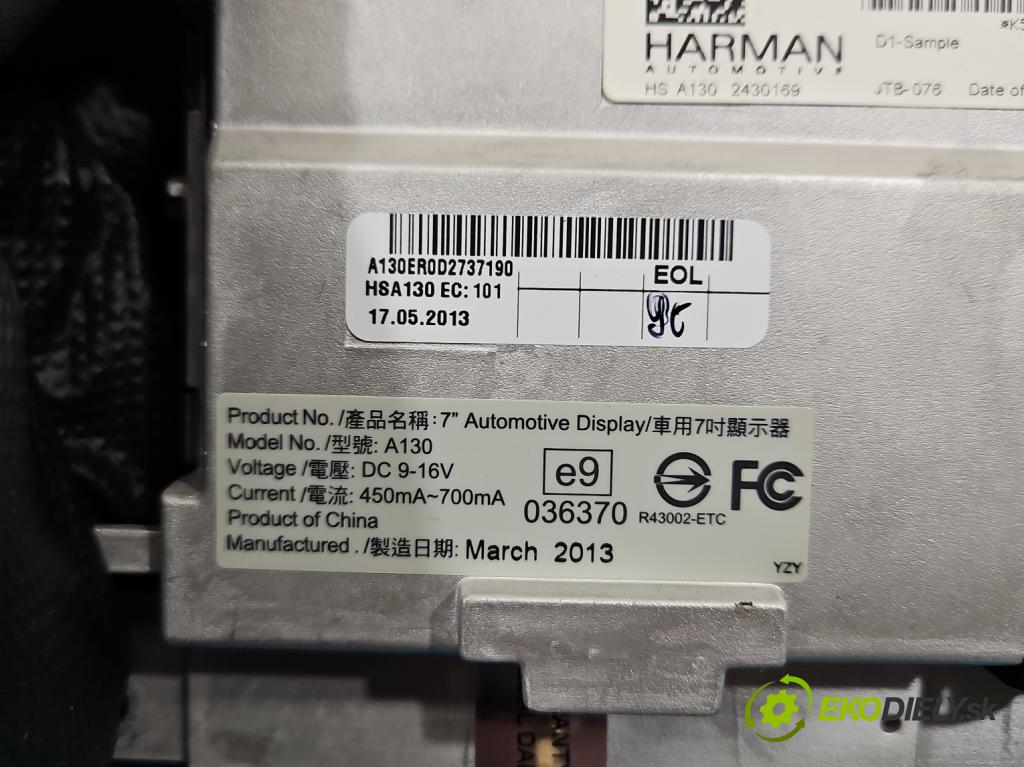 *K5
HARMAN
AUTOMOTIVE
D1-Sample
HS A130 2430169
JTB-076
Date of
A130ER0D2737190
EOL
HSA130 EC: 101
17.05.2013
Product No. /產品名稱: 7" Automotive Display/車用7吋顯示器
Model No. /型號: A130
Voltage /電壓: DC 9-16V
Current /電流: 450mA~700mA
Product of China
Manufactured . /製造日期: March 2013
e9
036370
R43002-ETC
FC
YZY
EKODIELY.sk